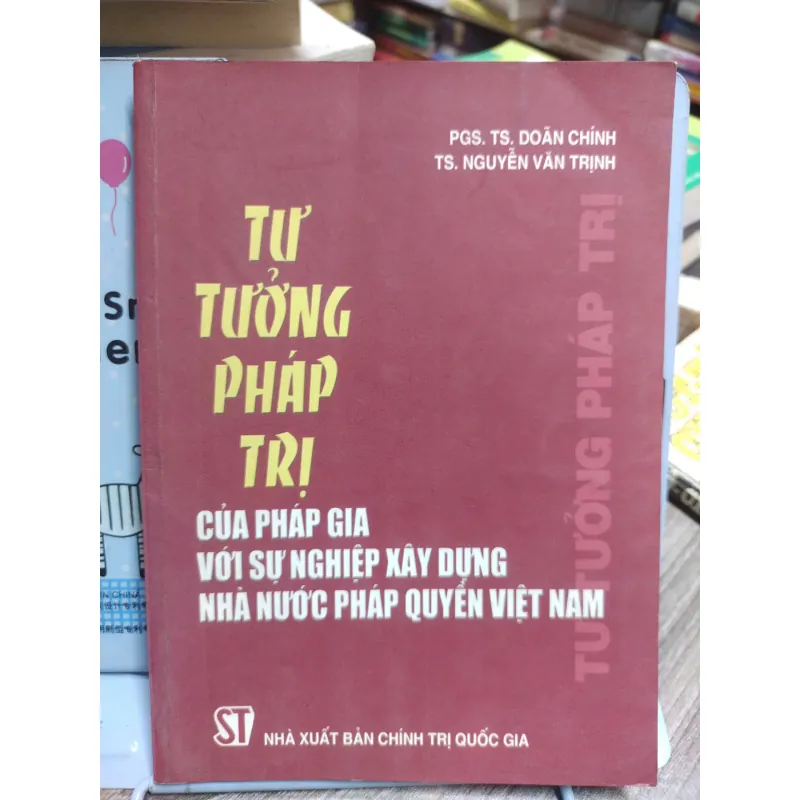 PGS. TS. DOÃN CHÍNH
TS. NGUYỄN VĂN TRỊNH
TƯ
TƯỞNG
PHÁP
TRỊ
CỦA PHÁP GIA
VỚI SỰ NGHIỆP XÂY DỰNG
NHÀ NƯỚC PHÁP QUYỀN VIỆT NAM
TƯ TƯỞNG PHÁP TRỊ
ST NHÀ XUẤT BẢN CHÍNH TRỊ QUỐC GIA